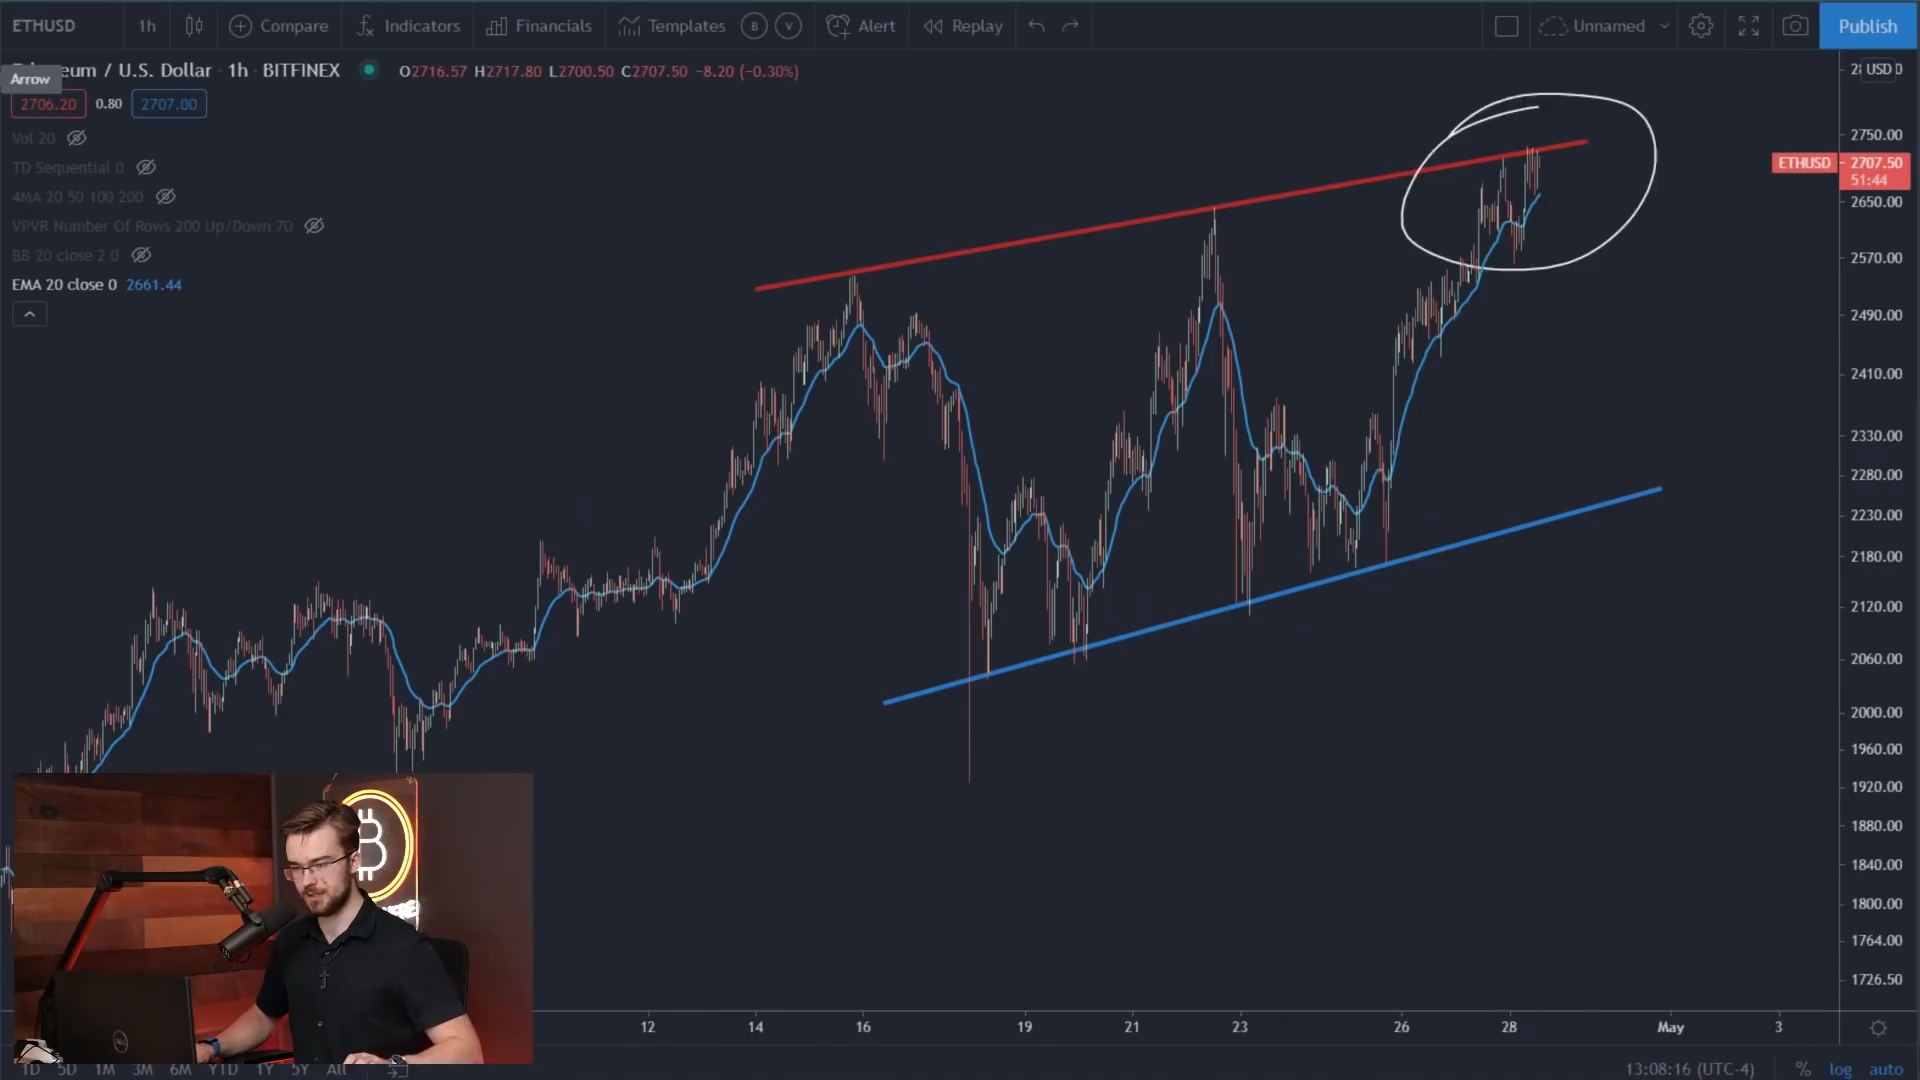 ETHUSD 1h Compare Indicators Financials Templates B V Alert Replay Unnamed Publish
Arrow
/ U.S. Dollar · 1h · BITFINEX O2716.57 H2717.80 L2700.50 C2707.50 −8.20 (−0.30%)
2706.20 0.80 2707.00
Vol 20
TD Sequential 0
4MA 20 50 100 200
VPVR Number Of Rows 200 Up/Down 70
BB 20 close 2 0
EMA 20 close 0 2661.44
USD
2750.00
ETHUSD 2707.50
51:44
2650.00
2570.00
2490.00
2410.00
2330.00
2280.00
2230.00
2180.00
2120.00
2060.00
2000.00
1960.00
1920.00
1880.00
1840.00
1800.00
1764.00
1726.50
12 14 16 19 21 23 26 28 May 3
1D 5D 1M 3M 6M YTD 1Y 5Y All
13:08:16 (UTC-4) % log auto
DELL